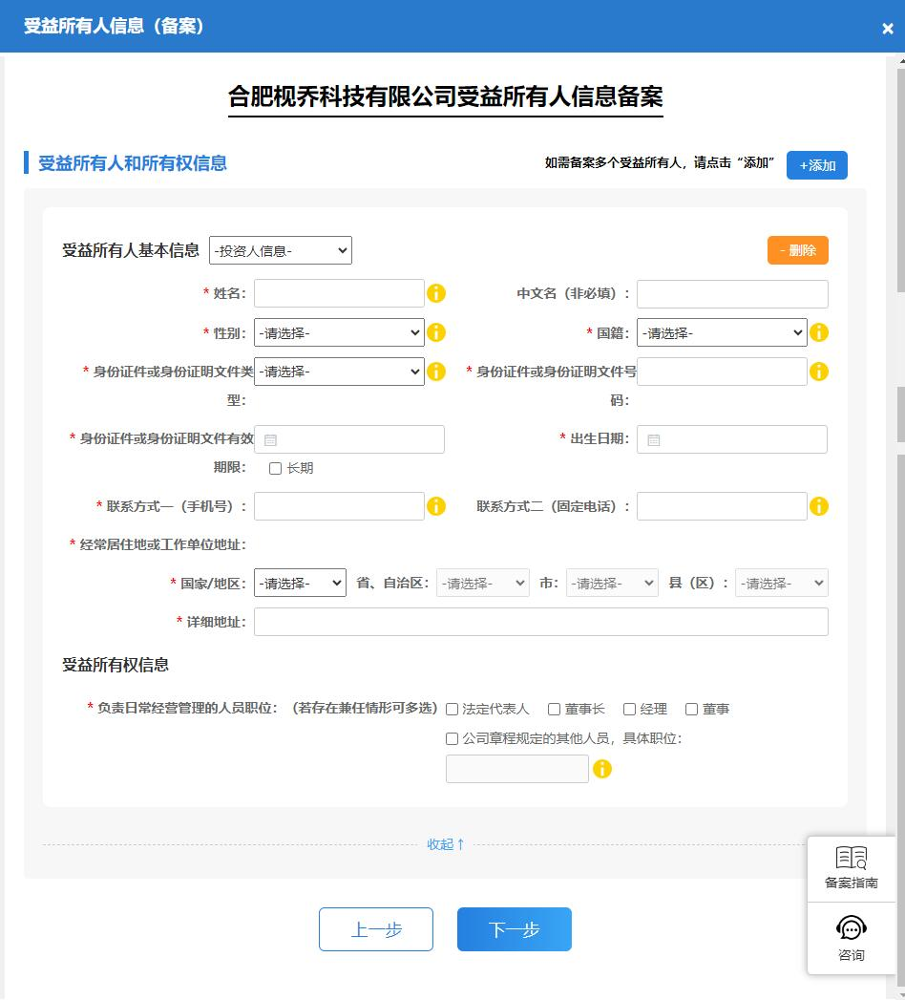 受益所有人信息（备案）
×
合肥枧乔科技有限公司受益所有人信息备案
受益所有人和所有权信息
如需备案多个受益所有人，请点击“添加”
+添加
受益所有人基本信息 -投资人信息-
- 删除
* 姓名：
中文名（非必填）：
* 性别： -请选择-
* 国籍： -请选择-
* 身份证件或身份证明文件类 -请选择-
型：
* 身份证件或身份证明文件号
码：
* 身份证件或身份证明文件有效
期限： 长期
* 出生日期：
* 联系方式一（手机号）：
联系方式二（固定电话）：
* 经常居住地或工作单位地址：
* 国家/地区： -请选择- 省、自治区： -请选择- 市： -请选择- 县（区）： -请选择-
* 详细地址：
受益所有权信息
* 负责日常经营管理的人员职位：（若存在兼任情形可多选） 法定代表人 董事长 经理 董事
公司章程规定的其他人员，具体职位：
收起↑
备案指南
咨询
上一步 下一步